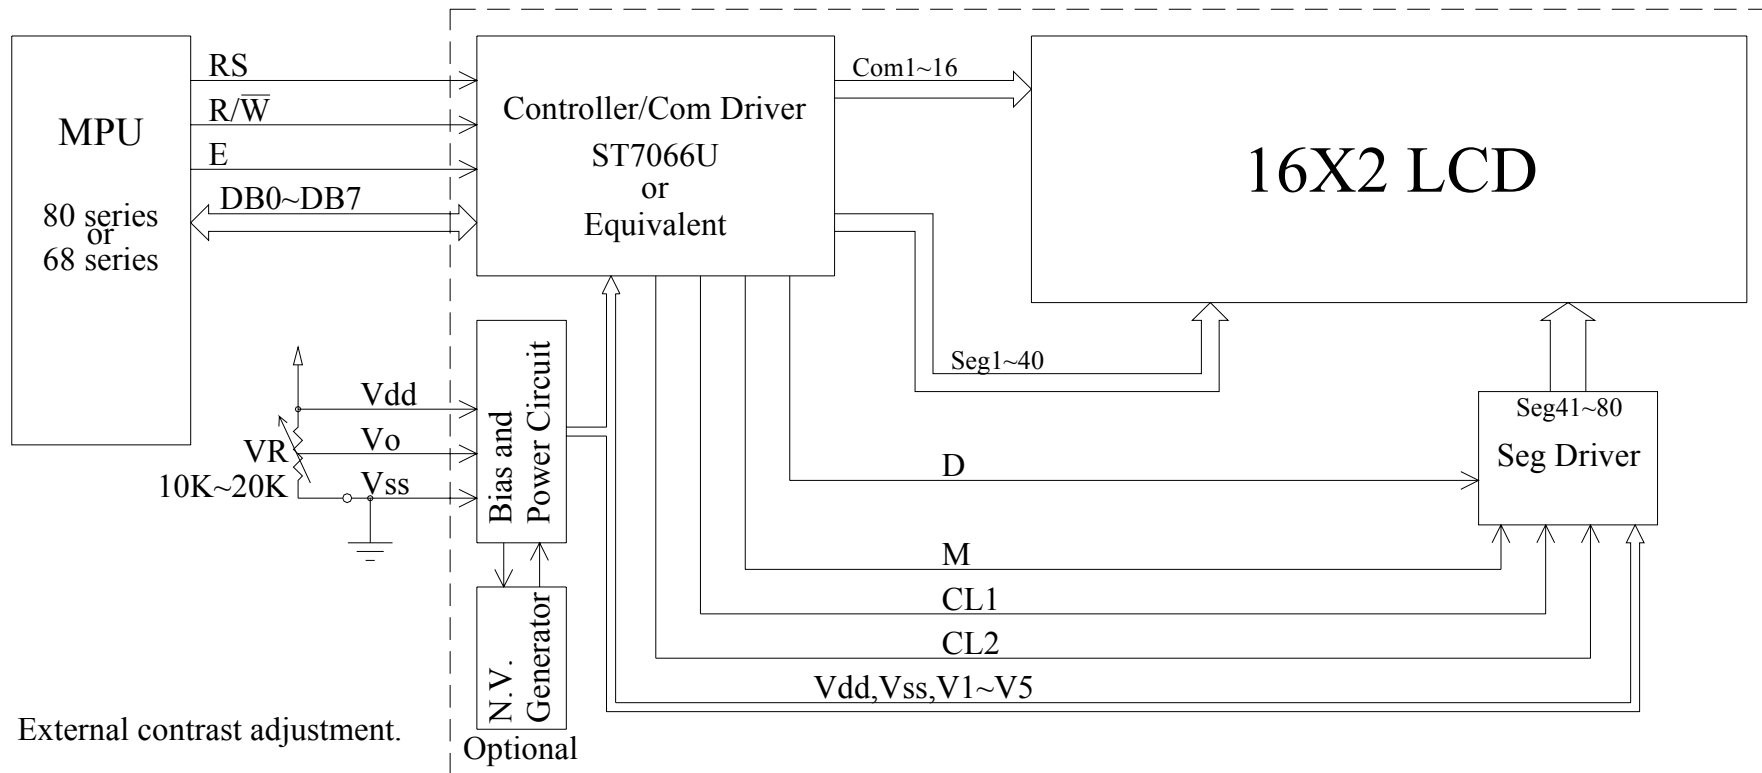 MPU
80 series
or
68 series
RS
R/W̅
E
DB0~DB7
Controller/Com Driver
ST7066U
or
Equivalent
Com1~16
16X2 LCD
Seg1~40
Seg41~80
Seg Driver
Vdd
Vo
Vss
VR
10K~20K
Bias and
Power Circuit
N.V.
Generator
Optional
D
M
CL1
CL2
Vdd,Vss,V1~V5
External contrast adjustment.